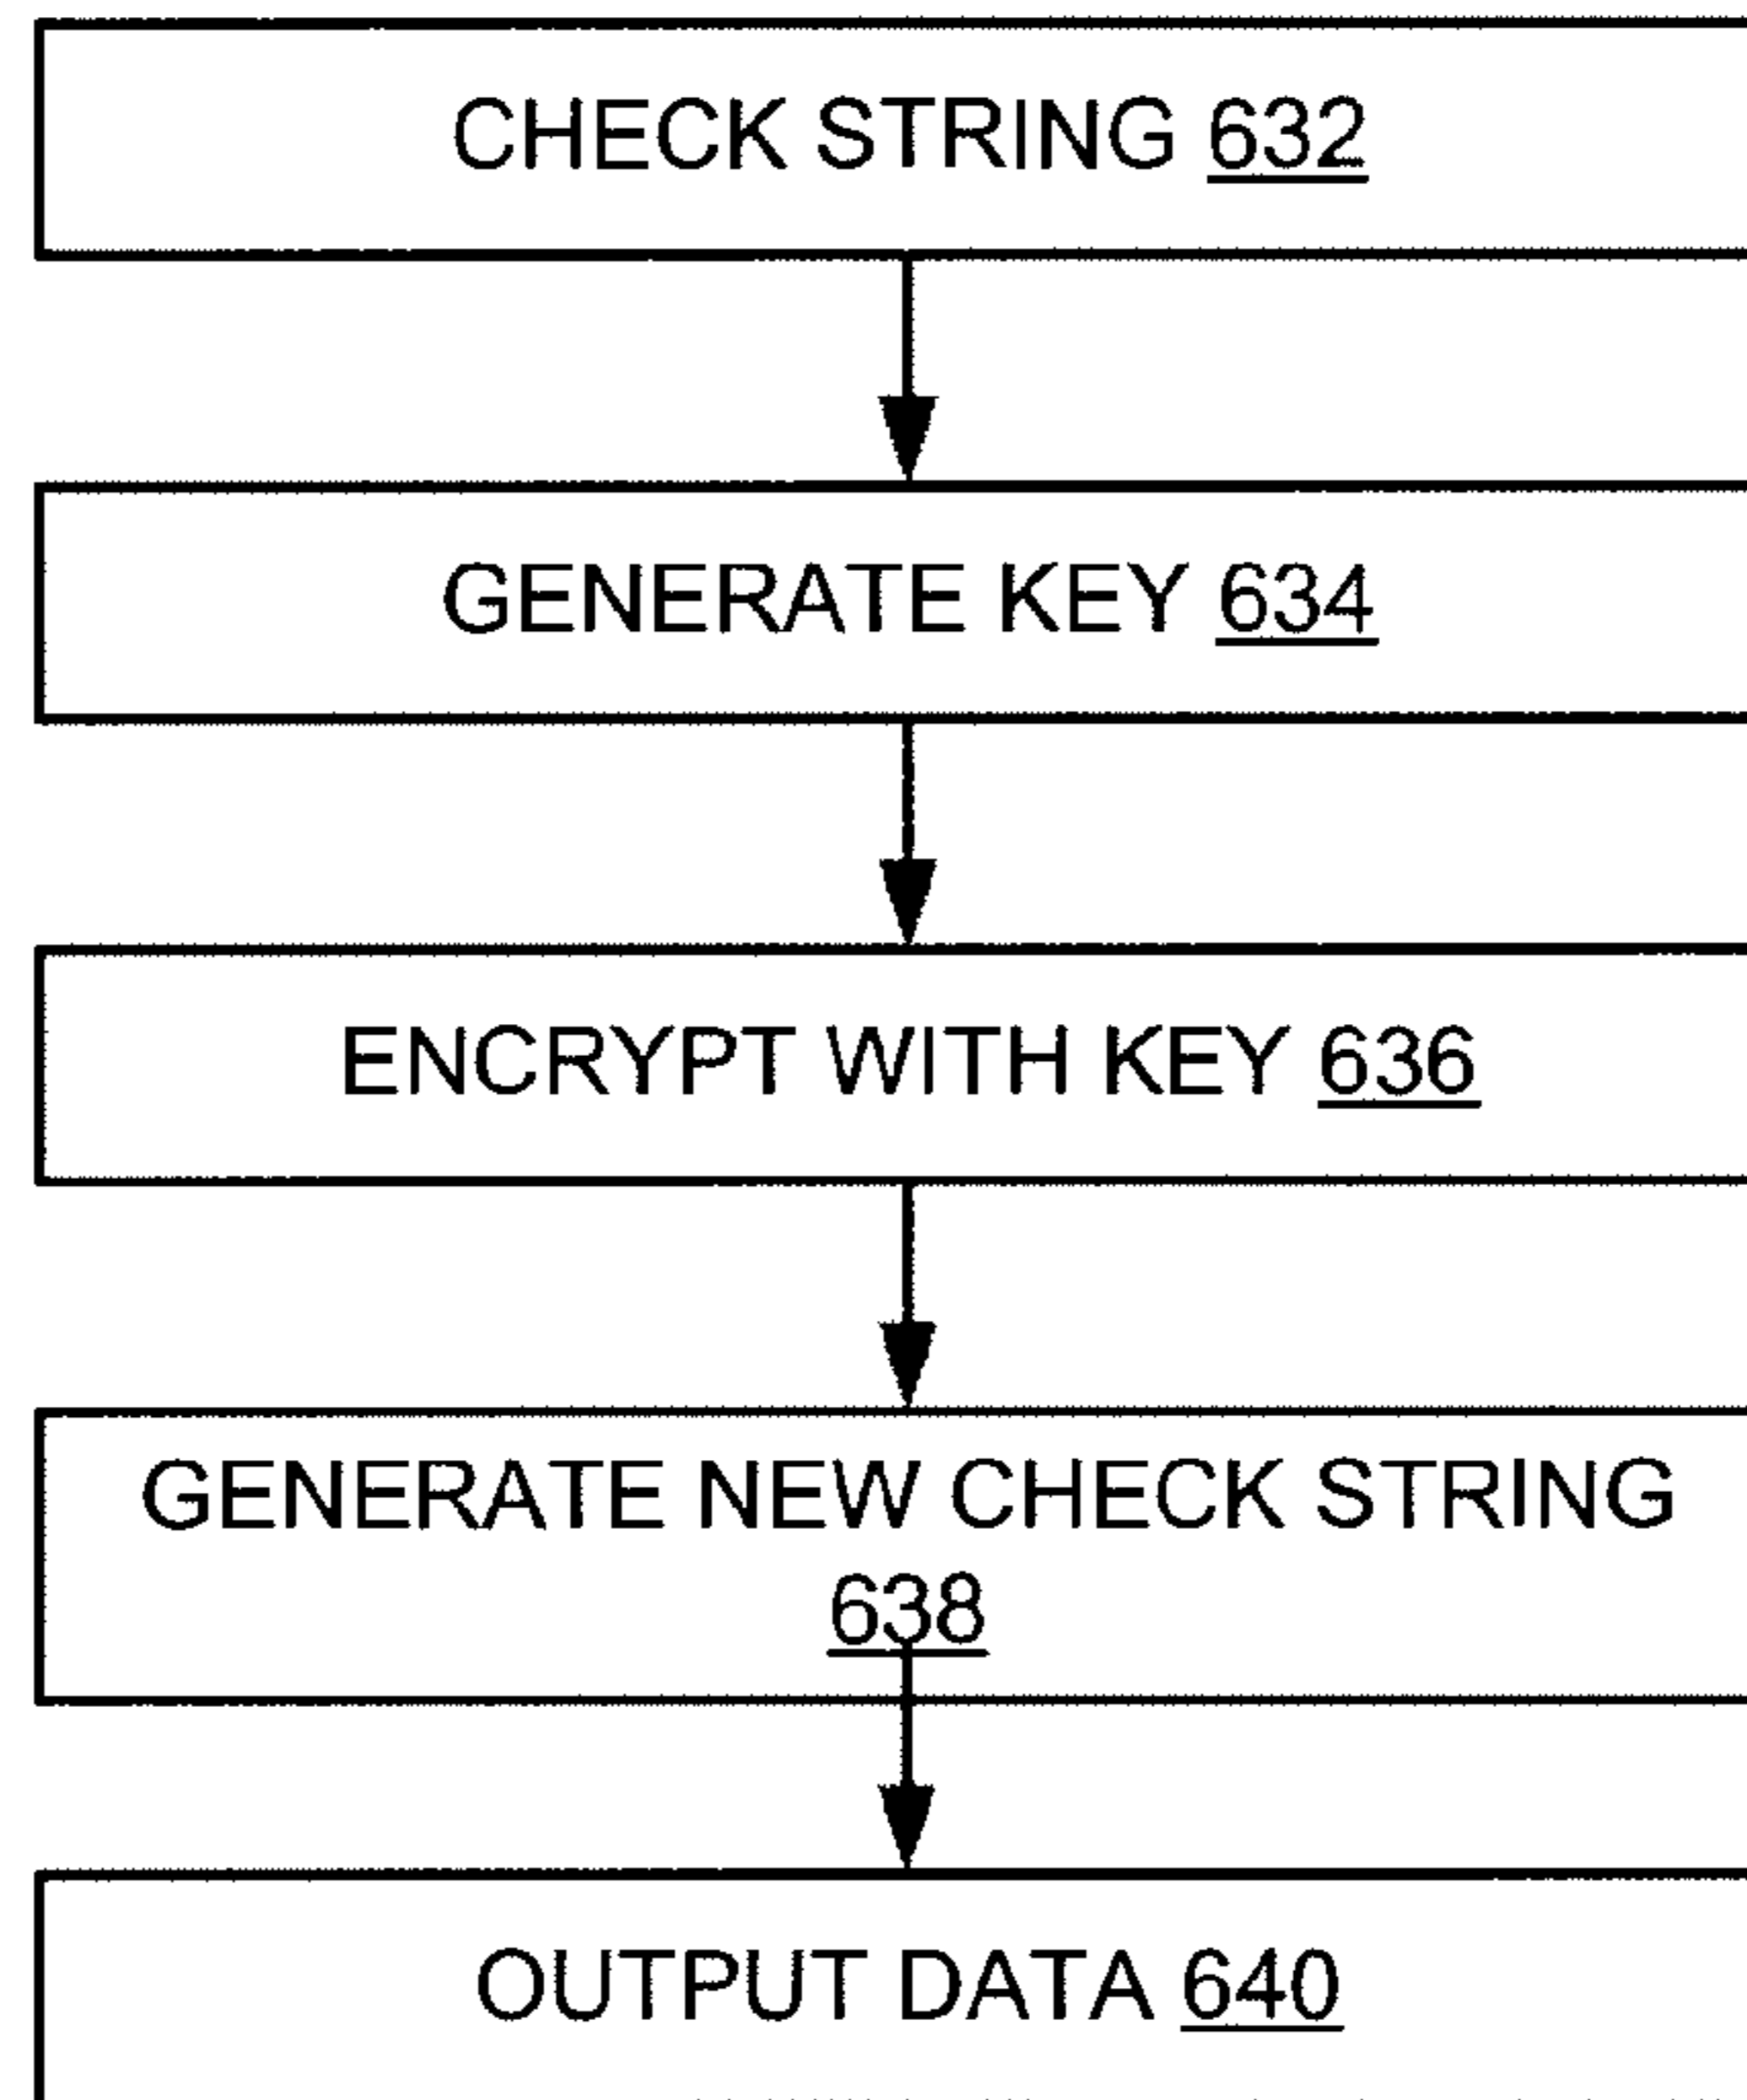 CHECK STRING 632
GENERATE KEY 634
ENCRYPT WITH KEY 636
GENERATE NEW CHECK STRING
638
OUTPUT DATA 640